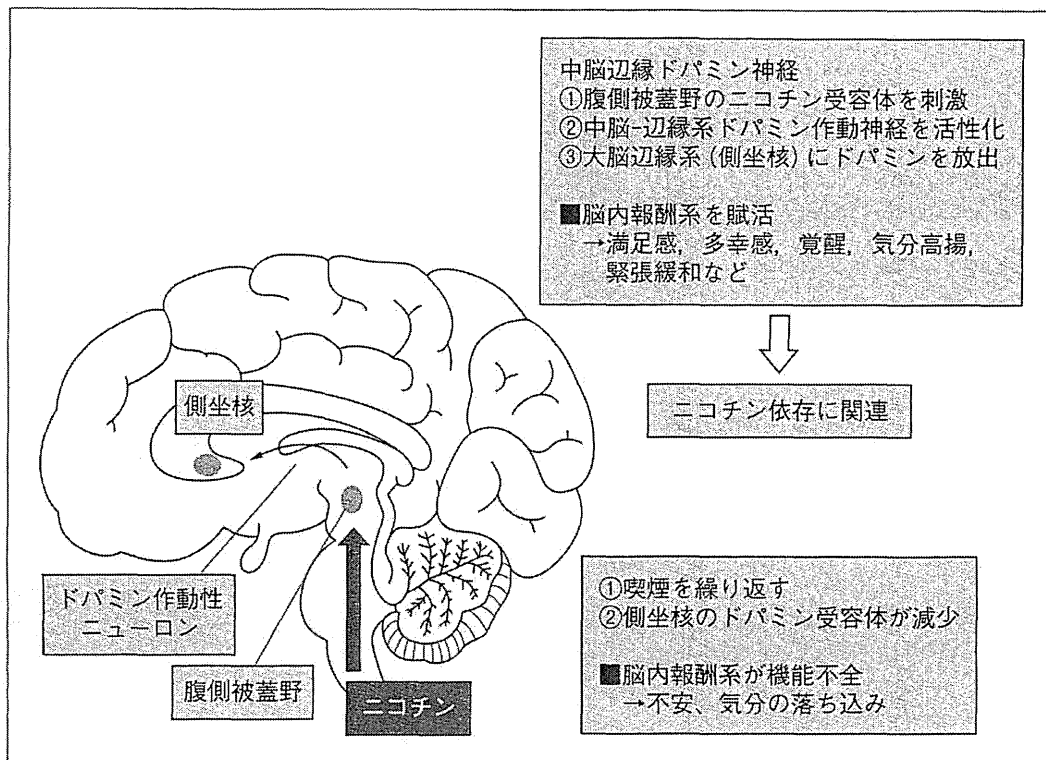 中脳辺縁ドパミン神経
①腹側被蓋野のニコチン受容体を刺激
②中脳-辺縁系ドパミン作動神経を活性化
③大脳辺縁系(側坐核)にドパミンを放出
■脳内報酬系を賦活
→満足感，多幸感，覚醒，気分高揚，
緊張緩和など
ニコチン依存に関連
側坐核
ドパミン作動性
ニューロン
腹側被蓋野
ニコチン
①喫煙を繰り返す
②側坐核のドパミン受容体が減少
■脳内報酬系が機能不全
→不安、気分の落ち込み